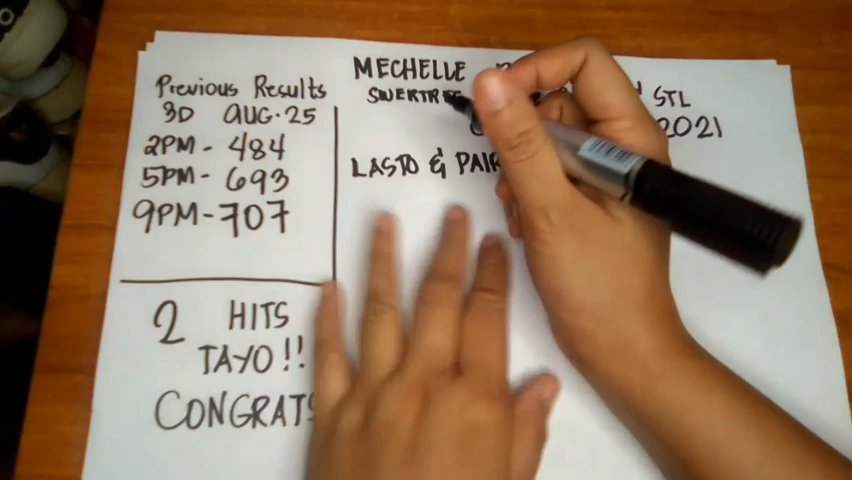 Previous Results
3D AUG-25
2PM - 484
5PM - 693
9PM - 707
2 HITS
TAYO!!
CONGRATS
MECHELLE
STL
2021
LASTO & PAIR